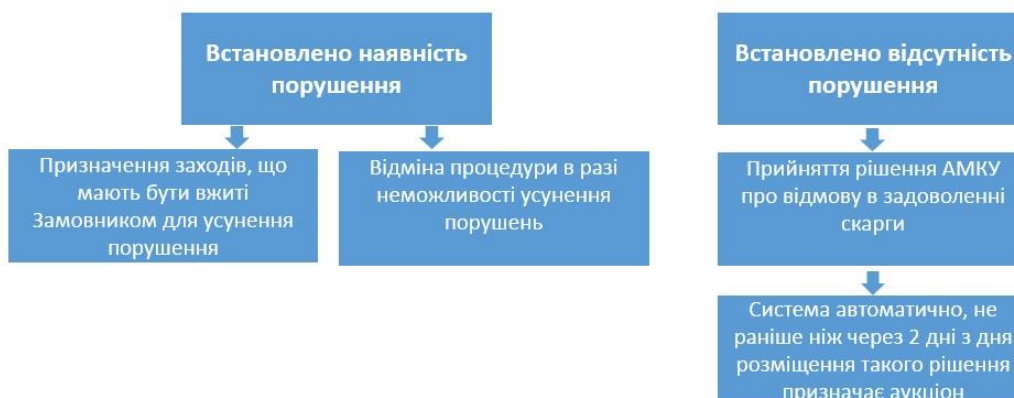 Встановлено наявність
порушення
Призначення заходів, що
мають бути вжиті
Замовником для усунення
порушення
Відміна процедури в разі
неможливості усунення
порушень
Встановлено відсутність
порушення
Прийняття рішення АМКУ
про відмову в задоволенні
скарги
Система автоматично, не
раніше ніж через 2 дні з дня
розміщення такого рішення
призначає аукціон